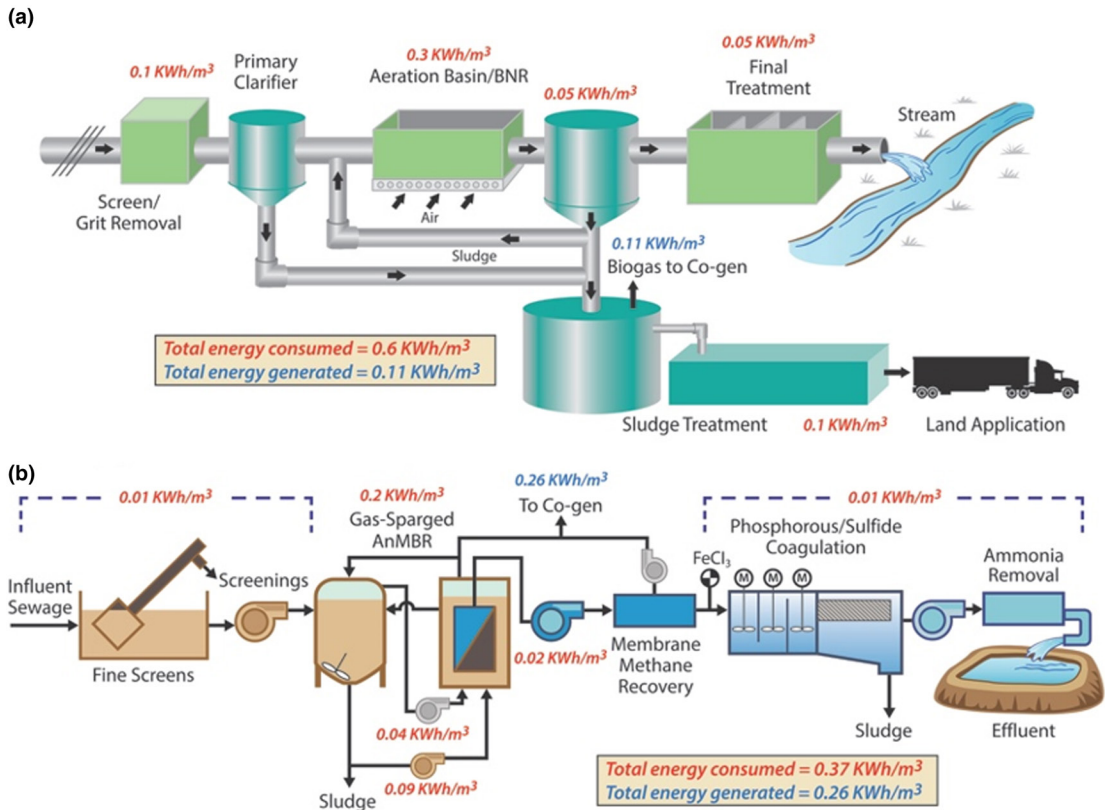 (a)
0.1 KWh/m³
Primary
Clarifier
0.3 KWh/m³
Aeration Basin/BNR
0.05 KWh/m³
0.05 KWh/m³
Final
Treatment
Stream
Screen/
Grit Removal
Air
Sludge
0.11 KWh/m³
Biogas to Co-gen
Total energy consumed = 0.6 KWh/m³
Total energy generated = 0.11 KWh/m³
Sludge Treatment
0.1 KWh/m³
Land Application
(b)
0.01 KWh/m³
0.2 KWh/m³
Gas-Sparged
AnMBR
0.26 KWh/m³
To Co-gen
0.01 KWh/m³
Phosphorous/Sulfide
Coagulation
FeCl₃
M M M
Ammonia
Removal
Influent
Sewage
Screenings
Fine Screens
0.02 KWh/m³
Membrane
Methane
Recovery
0.04 KWh/m³
0.09 KWh/m³
Sludge
Sludge
Effluent
Total energy consumed = 0.37 KWh/m³
Total energy generated = 0.26 KWh/m³